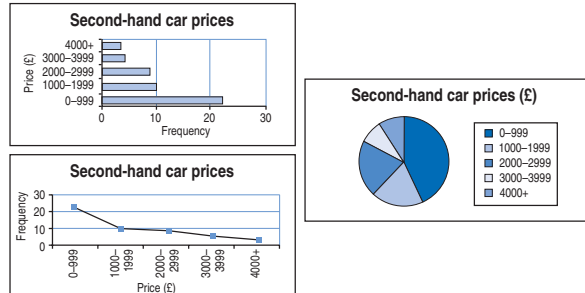 Second-hand car prices
Price (£)
4000+
3000–3999
2000–2999
1000–1999
0–999
0 10 20 30
Frequency
Second-hand car prices
Frequency
30
20
10
0
0–999
1000–
1999
2000–
2999
3000–
3999
4000+
Price (£)
Second-hand car prices (£)
0–999
1000–1999
2000–2999
3000–3999
4000+